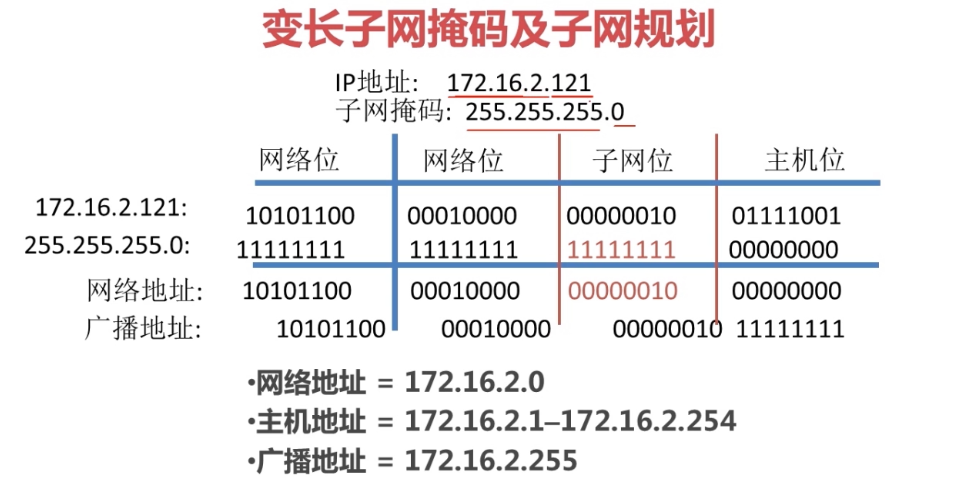 变长子网掩码及子网规划
IP地址: 172.16.2.121
子网掩码: 255.255.255.0
网络位 网络位 子网位 主机位
172.16.2.121: 10101100 00010000 00000010 01111001
255.255.255.0: 11111111 11111111 11111111 00000000
网络地址: 10101100 00010000 00000010 00000000
广播地址: 10101100 00010000 00000010 11111111
•网络地址 = 172.16.2.0
•主机地址 = 172.16.2.1–172.16.2.254
•广播地址 = 172.16.2.255